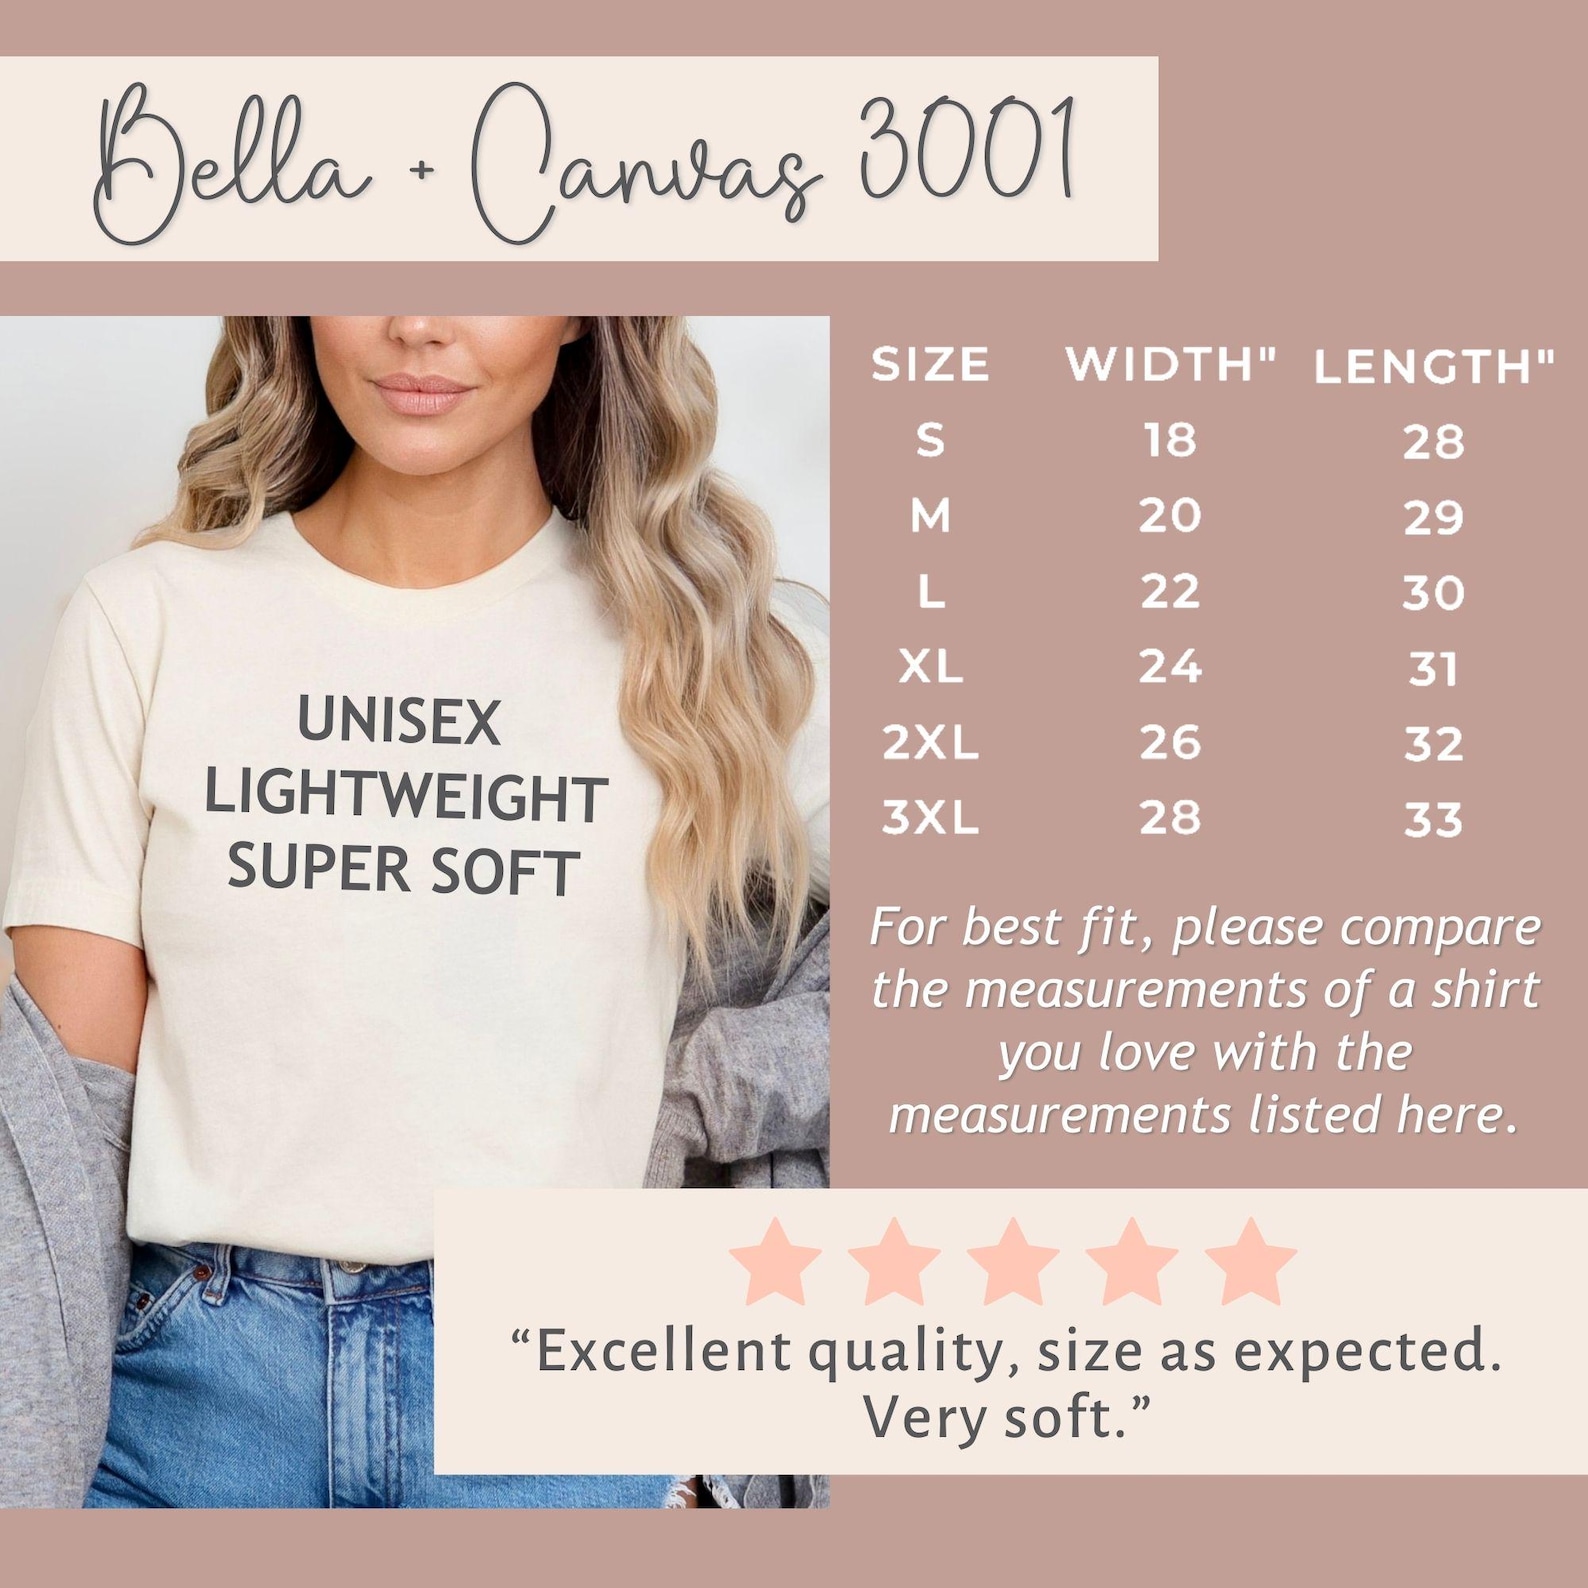 Bella + Canvas 3001
UNISEX
LIGHTWEIGHT
SUPER SOFT
SIZE WIDTH" LENGTH"
S 18 28
M 20 29
L 22 30
XL 24 31
2XL 26 32
3XL 28 33
For best fit, please compare
the measurements of a shirt
you love with the
measurements listed here.
“Excellent quality, size as expected.
Very soft.”